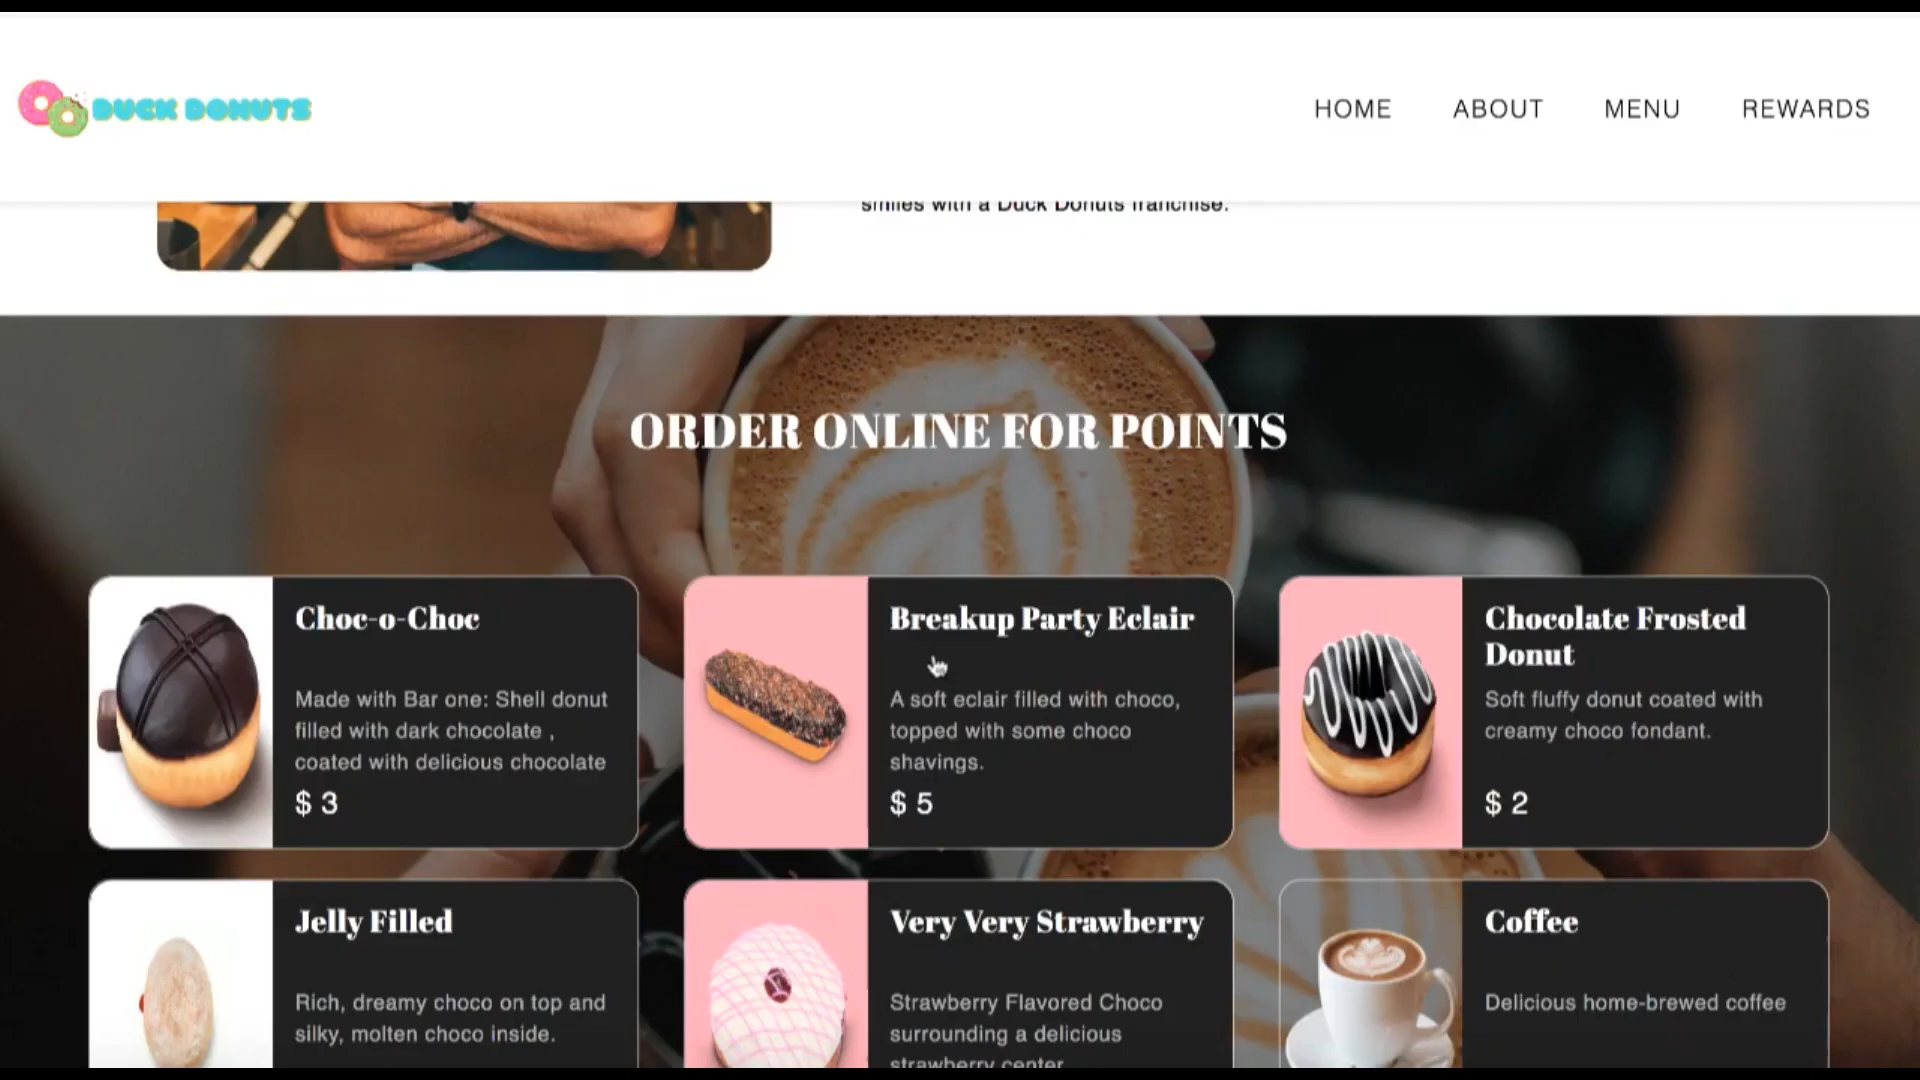 DUCK DONUTS
HOME ABOUT MENU REWARDS
smiles with a Duck Donuts franchise.
ORDER ONLINE FOR POINTS
Choc-o-Choc
Made with Bar one: Shell donut
filled with dark chocolate ,
coated with delicious chocolate
$ 3
Breakup Party Eclair
A soft eclair filled with choco,
topped with some choco
shavings.
$ 5
Chocolate Frosted
Donut
Soft fluffy donut coated with
creamy choco fondant.
$ 2
Jelly Filled
Rich, dreamy choco on top and
silky, molten choco inside.
Very Very Strawberry
Strawberry Flavored Choco
surrounding a delicious
strawberry center
Coffee
Delicious home-brewed coffee